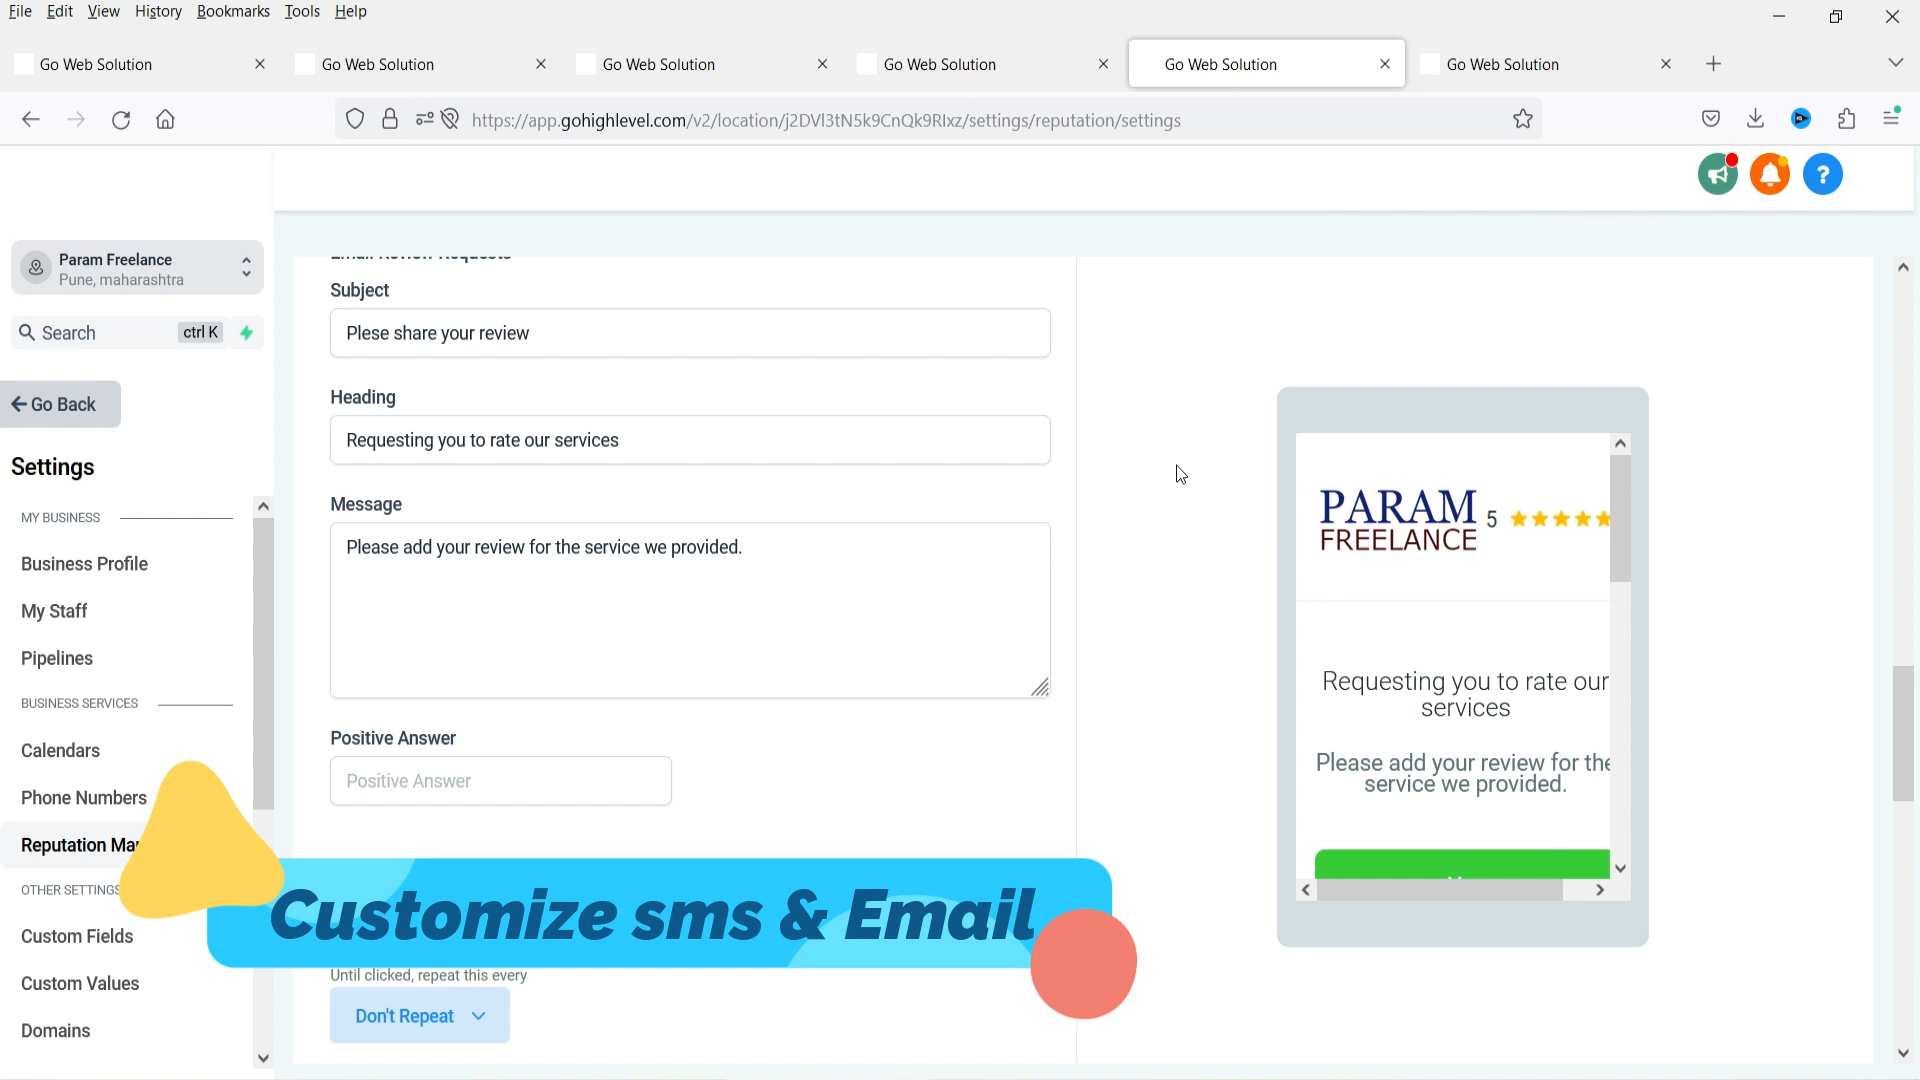 File Edit View History Bookmarks Tools Help
Go Web Solution Go Web Solution Go Web Solution Go Web Solution Go Web Solution Go Web Solution
https://app.gohighlevel.com/v2/location/j2DVl3tN5k9CnQk9Rlxz/settings/reputation/settings
Param Freelance
Pune, maharashtra
Search ctrl K
Go Back
Settings
MY BUSINESS
Business Profile
My Staff
Pipelines
BUSINESS SERVICES
Calendars
Phone Numbers
Reputation Man
OTHER SETTINGS
Custom Fields
Custom Values
Domains
Email Review Requests
Subject
Plese share your review
Heading
Requesting you to rate our services
Message
Please add your review for the service we provided.
Positive Answer
Positive Answer
Customize sms & Email
Until clicked, repeat this every
Don't Repeat
PARAM
FREELANCE
5
Requesting you to rate our
services
Please add your review for the
service we provided.